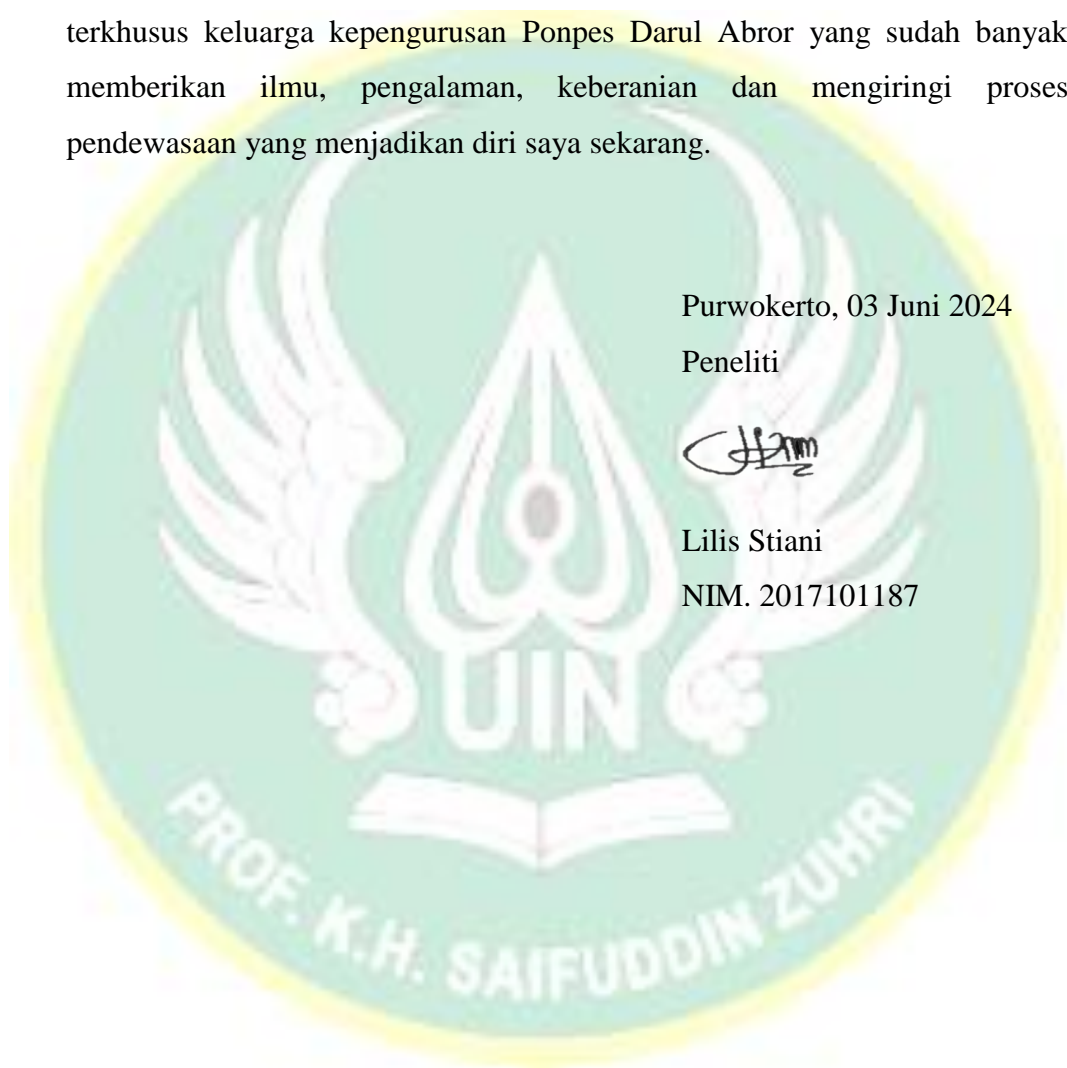 terkhusus keluarga kepengurusan Ponpes Darul Abror yang sudah banyak
memberikan ilmu, pengalaman, keberanian dan mengiringi proses
pendewasaan yang menjadikan diri saya sekarang.
Purwokerto, 03 Juni 2024
Peneliti
Lilis Stiani
NIM. 2017101187
UIN
PROF. K.H. SAIFUDDIN ZUHRI